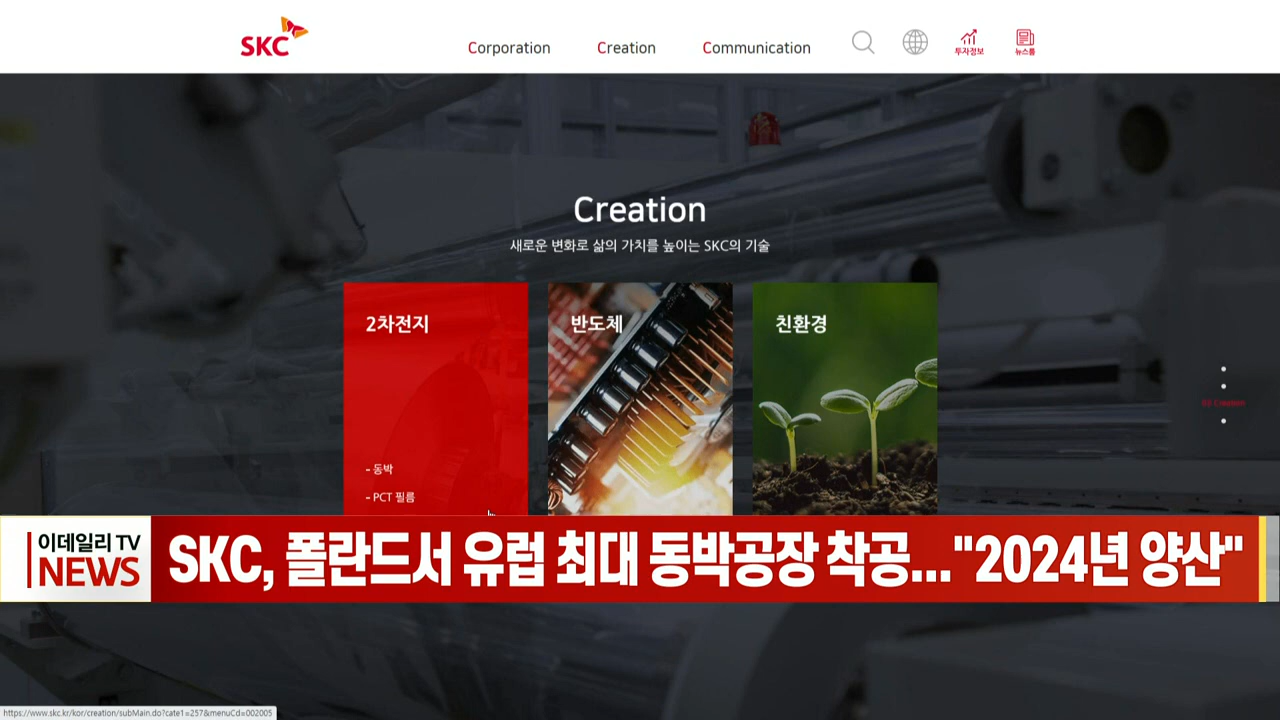 SKC
Corporation
Creation
Communication
투자정보
뉴스룸
Creation
새로운 변화로 삶의 가치를 높이는 SKC의 기술
2차전지
- 동박
- PCT 필름
반도체
친환경
03 Creation
이데일리 TV
NEWS
SKC, 폴란드서 유럽 최대 동박공장 착공..."2024년 양산"
https://www.skc.kr/kor/creation/subMain.do?cate1=257&menuCd=002005